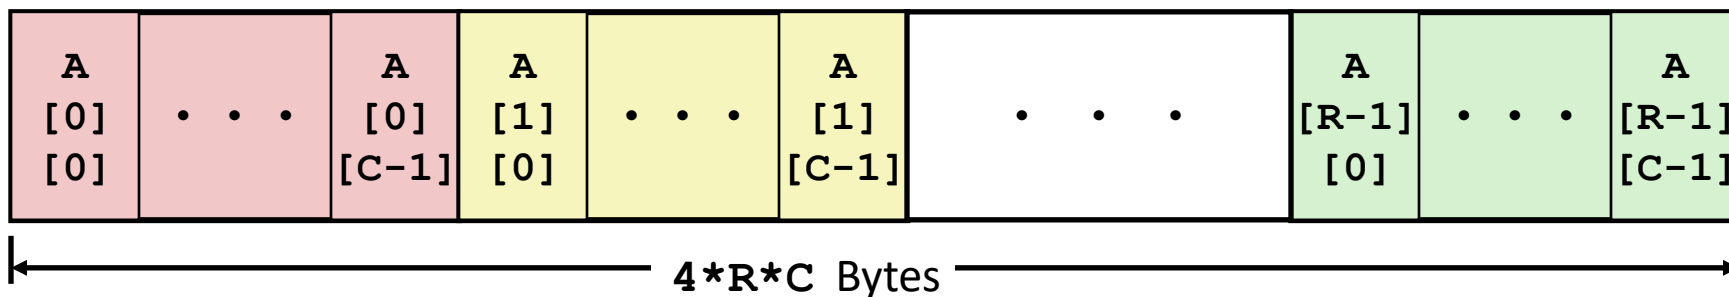 A A A A A A
[0] • • • [0] [1] • • • [1] • • • [R-1] • • • [R-1]
[0] [C-1] [0] [C-1] [0] [C-1]
4*R*C Bytes